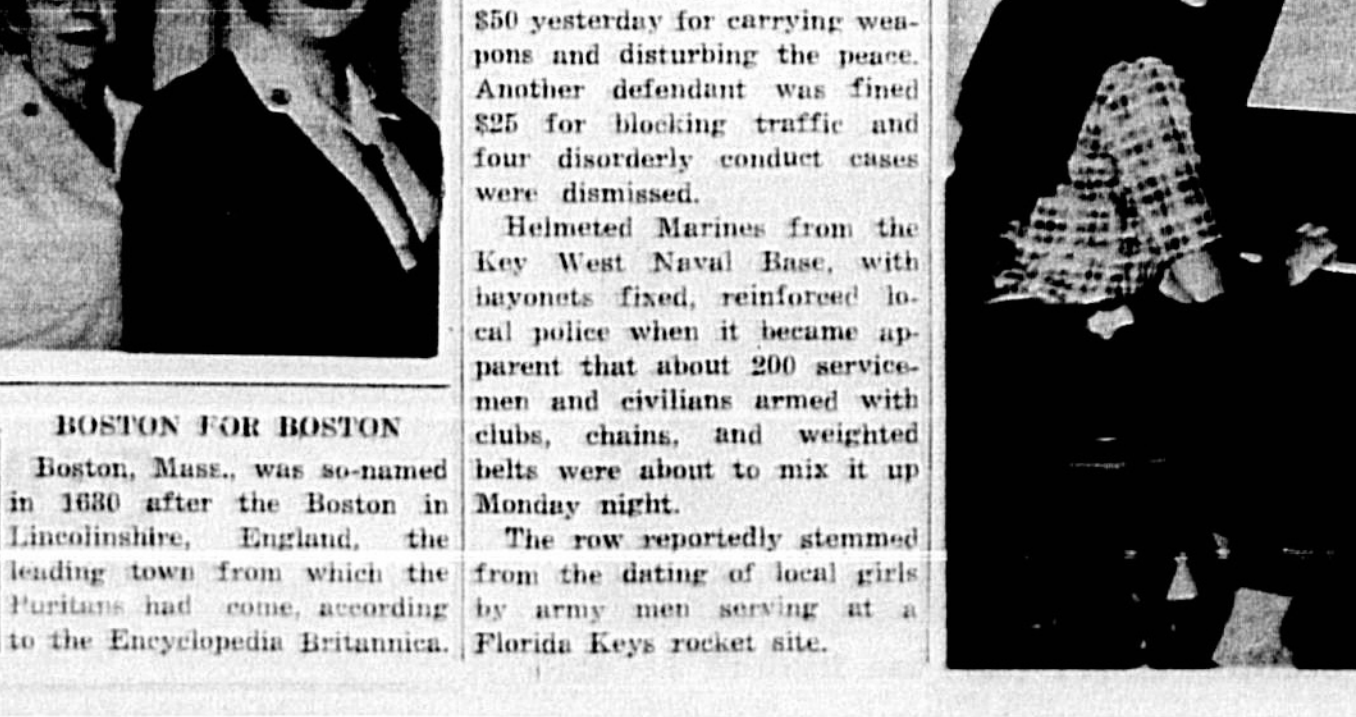 BOSTON FOR BOSTON
Boston, Mass., was so-named
in 1630 after the Boston in
Lincolinshire, England, the
leading town from which the
Puritans had come, according
to the Encyclopedia Britannica.
$50 yesterday for carrying wea-
pons and disturbing the peace.
Another defendant was fined
$25 for blocking traffic and
four disorderly conduct cases
were dismissed.
Helmeted Marines from the
Key West Naval Base, with
bayonets fixed, reinforced lo-
cal police when it became ap-
parent that about 200 service-
men and civilians armed with
clubs, chains, and weighted
belts were about to mix it up
Monday night.
The row reportedly stemmed
from the dating of local girls
by army men serving at a
Florida Keys rocket site.